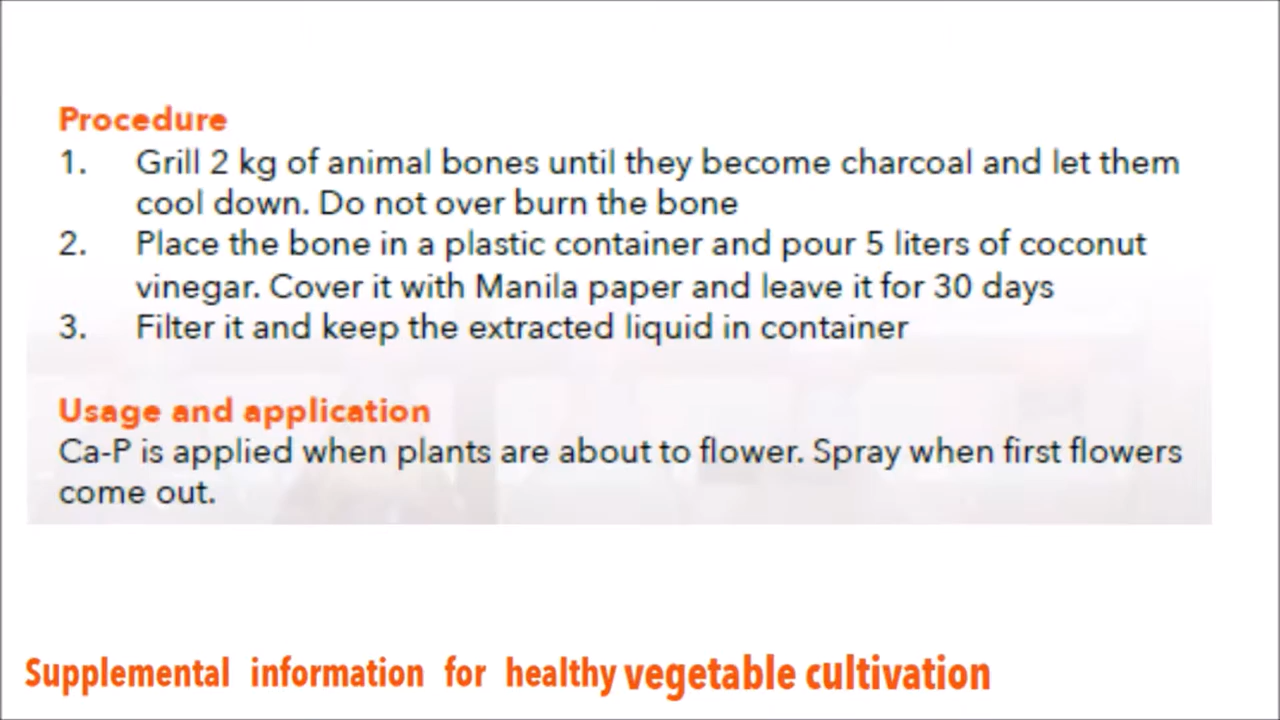 Procedure
1. Grill 2 kg of animal bones until they become charcoal and let them
cool down. Do not over burn the bone
2. Place the bone in a plastic container and pour 5 liters of coconut
vinegar. Cover it with Manila paper and leave it for 30 days
3. Filter it and keep the extracted liquid in container
Usage and application
Ca-P is applied when plants are about to flower. Spray when first flowers
come out.
Supplemental information for healthy vegetable cultivation